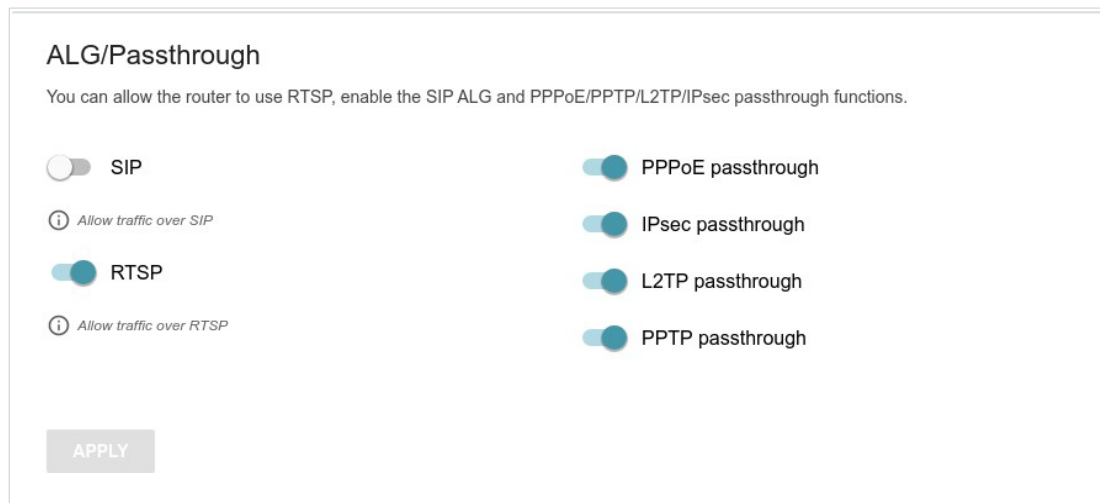 ALG/Passthrough
You can allow the router to use RTSP, enable the SIP ALG and PPPoE/PPTP/L2TP/IPsec passthrough functions.
SIP
Allow traffic over SIP
RTSP
Allow traffic over RTSP
PPPoE passthrough
IPsec passthrough
L2TP passthrough
PPTP passthrough
APPLY